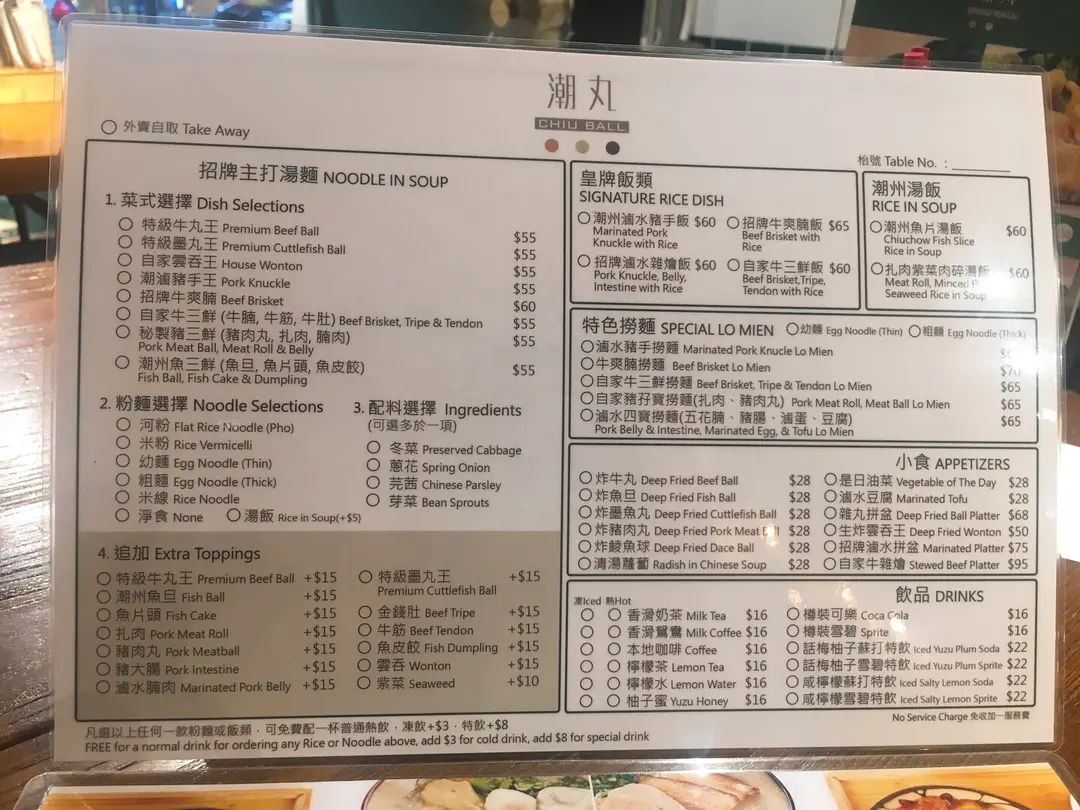 潮丸
CHIU BALL
外賣自取 Take Away
枱號 Table No. :
招牌主打湯麵 NOODLE IN SOUP
1. 菜式選擇 Dish Selections
特級牛丸王 Premium Beef Ball $55
特級墨丸王 Premium Cuttlefish Ball $55
自家雲吞王 House Wonton $55
潮滷豬手王 Pork Knuckle $55
招牌牛爽腩 Beef Brisket $60
自家牛三鮮 (牛腩, 牛筋, 牛肚) Beef Brisket, Tripe & Tendon $55
秘製豬三鮮 (豬肉丸, 扎肉, 腩肉) $55
Pork Meat Ball, Meat Roll & Belly
潮州魚三鮮 (魚旦, 魚片頭, 魚皮餃) $55
Fish Ball, Fish Cake & Dumpling
2. 粉麵選擇 Noodle Selections
河粉 Flat Rice Noodle (Pho)
米粉 Rice Vermicelli
幼麵 Egg Noodle (Thin)
粗麵 Egg Noodle (Thick)
米線 Rice Noodle
淨食 None 湯飯 Rice in Soup(+$5)
3. 配料選擇 Ingredients
(可選多於一項)
冬菜 Preserved Cabbage
蔥花 Spring Onion
芫茜 Chinese Parsley
芽菜 Bean Sprouts
4. 追加 Extra Toppings
特級牛丸王 Premium Beef Ball +$15
潮州魚旦 Fish Ball +$15
魚片頭 Fish Cake +$15
扎肉 Pork Meat Roll +$15
豬肉丸 Pork Meatball +$15
豬大腸 Pork Intestine +$15
滷水腩肉 Marinated Pork Belly +$15
特級墨丸王 +$15
Premium Cuttlefish Ball
金錢肚 Beef Tripe +$15
牛筋 Beef Tendon +$15
魚皮餃 Fish Dumpling +$15
雲吞 Wonton +$15
紫菜 Seaweed +$10
皇牌飯類
SIGNATURE RICE DISH
潮州滷水豬手飯 $60
Marinated Pork
Knuckle with Rice
招牌滷水雜燴飯 $60
Pork Knuckle, Belly,
Intestine with Rice
招牌牛爽腩飯 $65
Beef Brisket with
Rice
自家牛三鮮飯 $60
Beef Brisket,Tripe,
Tendon with Rice
潮州湯飯
RICE IN SOUP
潮州魚片湯飯 $60
Chiuchow Fish Slice
Rice in Soup
扎肉紫菜肉碎湯飯 $60
Meat Roll, Minced
Seaweed Rice in Soup
特色撈麵 SPECIAL LO MIEN 幼麵 Egg Noodle (Thin) 粗麵 Egg Noodle (Thick)
滷水豬手撈麵 Marinated Pork Knucle Lo Mien
牛爽腩撈麵 Beef Brisket Lo Mien $70
自家牛三鮮撈麵 Beef Brisket, Tripe & Tendon Lo Mien $65
自家豬孖寶撈麵(扎肉、豬肉丸) Pork Meat Roll, Meat Ball Lo Mien $65
滷水四寶撈麵(五花腩、豬腸、滷蛋、豆腐) $65
Pork Belly & Intestine, Marinated Egg, & Tofu Lo Mien
小食 APPETIZERS
炸牛丸 Deep Fried Beef Ball $28
炸魚旦 Deep Fried Fish Ball $28
炸墨魚丸 Deep Fried Cuttlefish Ball $28
炸豬肉丸 Deep Fried Pork Meat Ball $28
炸鯪魚球 Deep Fried Dace Ball $28
清湯蘿蔔 Radish in Chinese Soup $28
是日油菜 Vegetable of The Day $28
滷水豆腐 Marinated Tofu $28
雜丸拼盆 Deep Fried Ball Platter $68
生炸雲吞王 Deep Fried Wonton $50
招牌滷水拼盆 Marinated Platter $75
自家牛雜燴 Stewed Beef Platter $95
飲品 DRINKS
凍Iced 熱Hot
香滑奶茶 Milk Tea $16
香滑鴛鴦 Milk Coffee $16
本地咖啡 Coffee $16
檸檬茶 Lemon Tea $16
檸檬水 Lemon Water $16
柚子蜜 Yuzu Honey $16
樽裝可樂 Coca Cola $16
樽裝雪碧 Sprite $16
話梅柚子蘇打特飲 Iced Yuzu Plum Soda $22
話梅柚子雪碧特飲 Iced Yuzu Plum Sprite $22
咸檸檬蘇打特飲 Iced Salty Lemon Soda $22
咸檸檬雪碧特飲 Iced Salty Lemon Sprite $22
No Service Charge 免收加一服務費
凡選以上任何一款粉麵或飯類，可免費配一杯普通熱飲，凍飲+$3，特飲+$8
FREE for a normal drink for ordering any Rice or Noodle above, add $3 for cold drink, add $8 for special drink